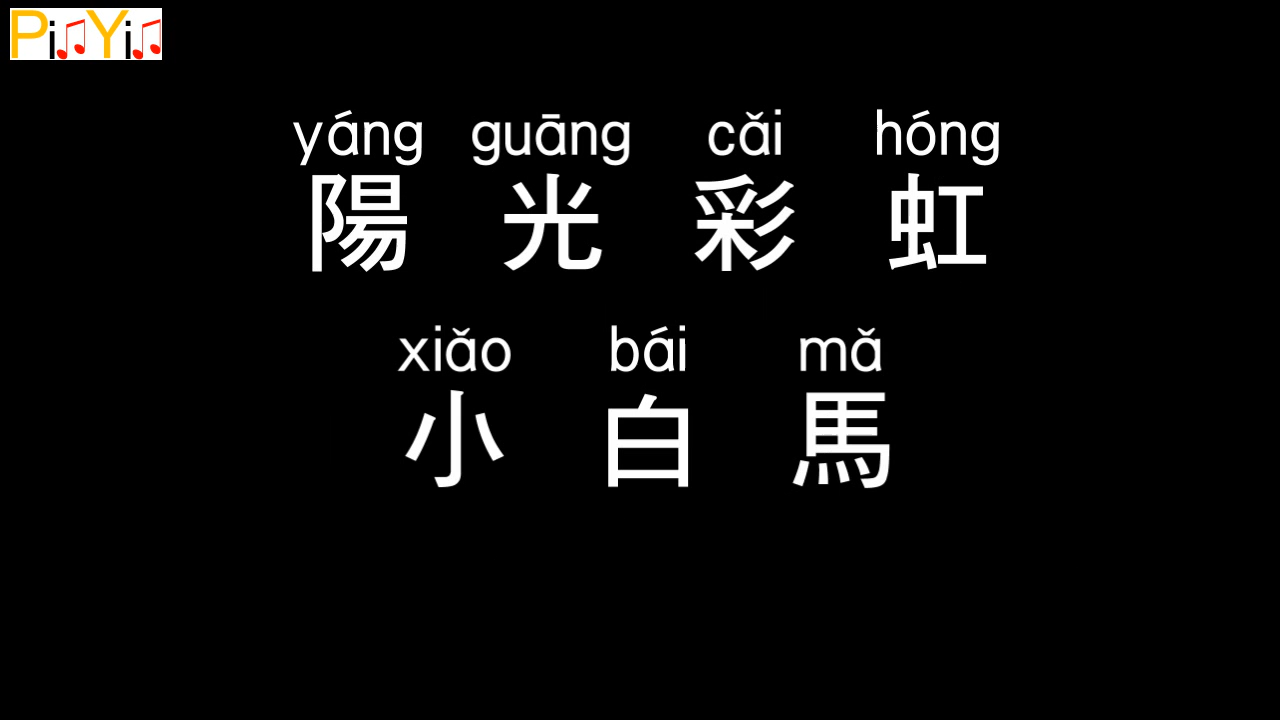 PinYin
yáng guāng cǎi hóng
陽光彩虹
xiǎo bái mǎ
小白馬